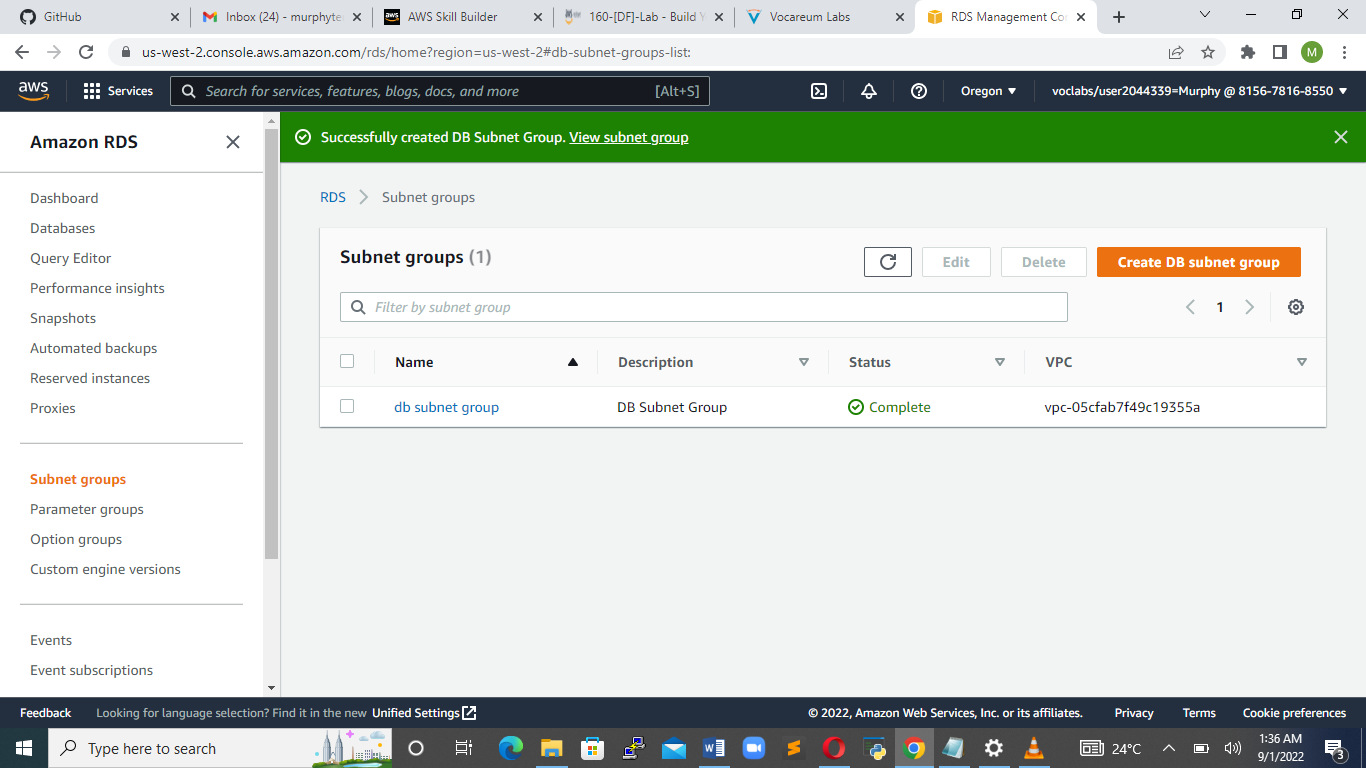 GitHub
Inbox (24) - murphyte
AWS Skill Builder
160-[DF]-Lab - Build Y
Vocareum Labs
RDS Management Co
us-west-2.console.aws.amazon.com/rds/home?region=us-west-2#db-subnet-groups-list:
M
aws
Services
Search for services, features, blogs, docs, and more
[Alt+S]
Oregon
voclabs/user2044339=Murphy @ 8156-7816-8550
Amazon RDS
Successfully created DB Subnet Group. View subnet group
Dashboard
Databases
Query Editor
Performance insights
Snapshots
Automated backups
Reserved instances
Proxies
Subnet groups
Parameter groups
Option groups
Custom engine versions
Events
Event subscriptions
RDS
Subnet groups
Subnet groups (1)
Edit
Delete
Create DB subnet group
Filter by subnet group
1
Name
Description
Status
VPC
db subnet group
DB Subnet Group
Complete
vpc-05cfab7f49c19355a
Feedback
Looking for language selection? Find it in the new Unified Settings
© 2022, Amazon Web Services, Inc. or its affiliates.
Privacy
Terms
Cookie preferences
Type here to search
24°C
1:36 AM
9/1/2022
3